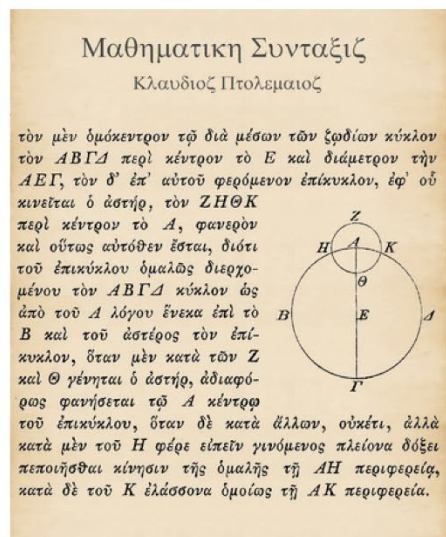 Μαθηματικη Συνταξιζ
Κλαυδιοζ Πτολεμαιοζ
τὸν μὲν ὁμόκεντρον τῷ διὰ μέσων τῶν ζῳδίων κύκλον
τὸν ΑΒΓΔ περὶ κέντρον τὸ Ε καὶ διάμετρον τὴν
ΑΕΓ, τὸν δ' ἐπ' αὐτοῦ φερόμενον ἐπίκυκλον, ἐφ' οὗ
κινεῖται ὁ ἀστήρ, τὸν ΖΗΘΚ
περὶ κέντρον τὸ Α, φανερὸν
καὶ οὕτως αὐτόθεν ἔσται, διότι
τοῦ ἐπικύκλου ὁμαλῶς διερχο-
μένου τὸν ΑΒΓΔ κύκλον ὡς
ἀπὸ τοῦ Α λόγου ἕνεκα ἐπὶ τὸ
Β καὶ τοῦ ἀστέρος τὸν ἐπί-
κυκλον, ὅταν μὲν κατὰ τῶν Ζ
καὶ Θ γένηται ὁ ἀστήρ, ἀδιαφό-
ρως φανήσεται τῷ Α κέντρῳ
τοῦ ἐπικύκλου, ὅταν δὲ κατὰ ἄλλων, οὐκέτι, ἀλλὰ
κατὰ μὲν τοῦ Η φέρε εἰπεῖν γινόμενος πλείονα δόξει
πεποιῆσθαι κίνησιν τῆς ὁμαλῆς τῇ ΑΗ περιφερείᾳ,
κατὰ δὲ τοῦ Κ ἐλάσσονα ὁμοίως τῇ ΑΚ περιφερείᾳ.
Ζ
Η Α Κ
Θ
Β Ε Δ
Γ